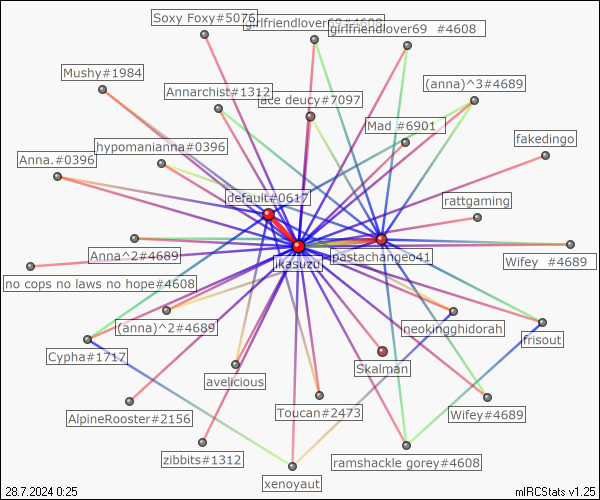 Soxy Foxy#5076
girlfriendlover69#4608
girlfriendlover69 #4608
Mushy#1984
(anna)^3#4689
Annarchist#1312
ace deucy#7097
Mad #6901
fakedingo
hypomanianna#0396
Anna.#0396
default#0617
rattgaming
Anna^2#4689
pastachangeo41
Wifey #4689
ikasuzu
no cops no laws no hope#4608
(anna)^2#4689
neokingghidorah
frisout
Cypha#1717
Skalman
avelicious
AlpineRooster#2156
Toucan#2473
Wifey#4689
zibbits#1312
ramshackle gorey#4608
xenoyaut
28.7.2024 0:25
mIRCStats v1.25